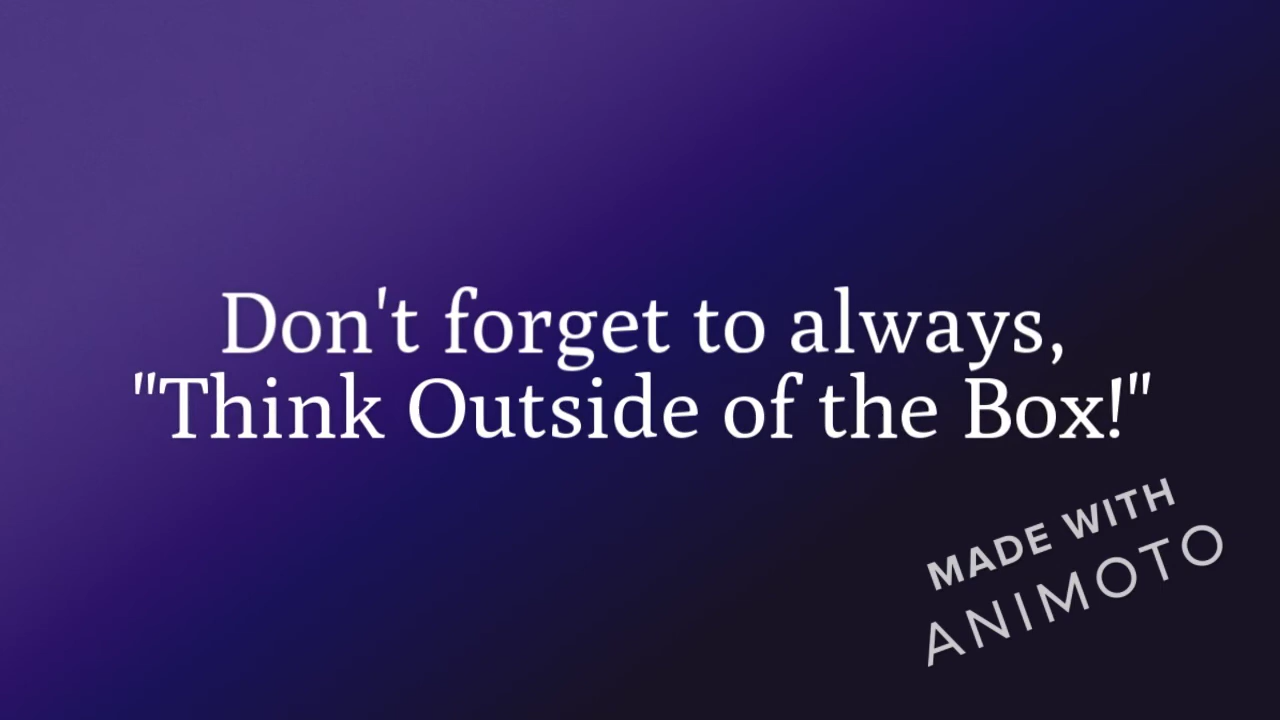 Don't forget to always,
"Think Outside of the Box!"
MADE WITH
ANIMOTO